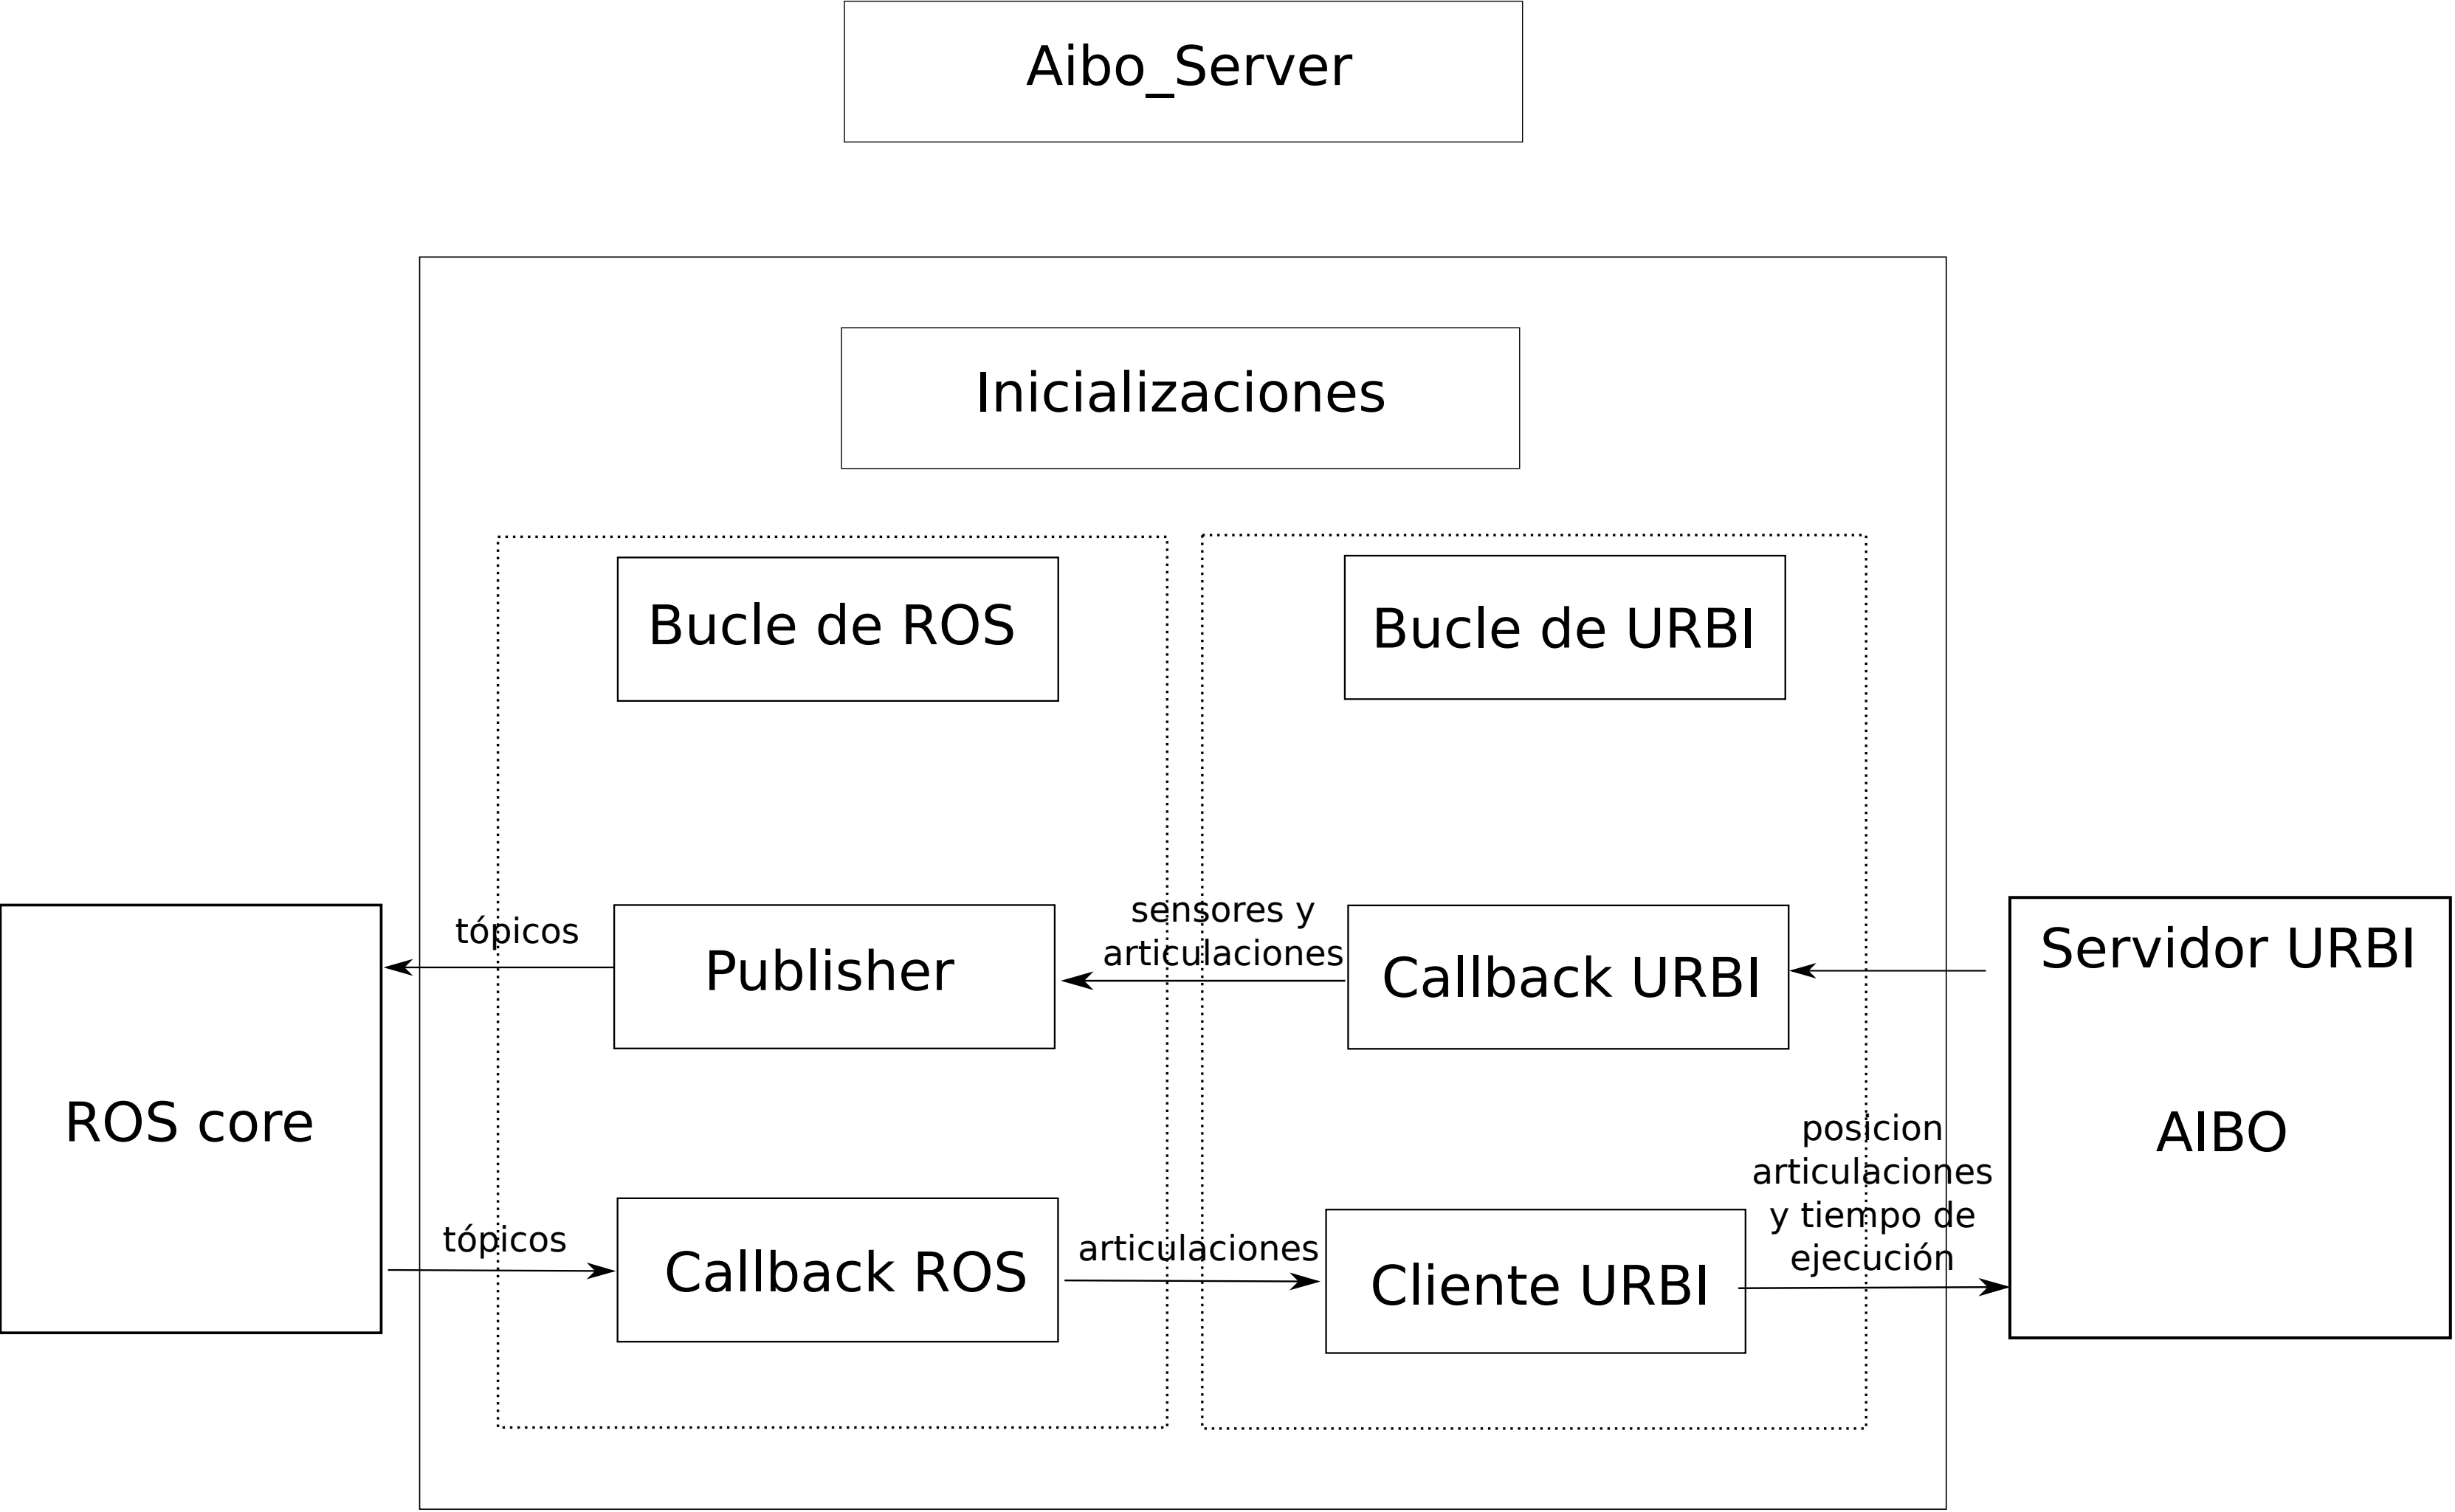 Aibo_Server
Inicializaciones
Bucle de ROS
Bucle de URBI
tópicos
sensores y
articulaciones
Publisher
Callback URBI
Servidor URBI
ROS core
AIBO
posicion
articulaciones
y tiempo de
ejecución
tópicos
articulaciones
Callback ROS
Cliente URBI